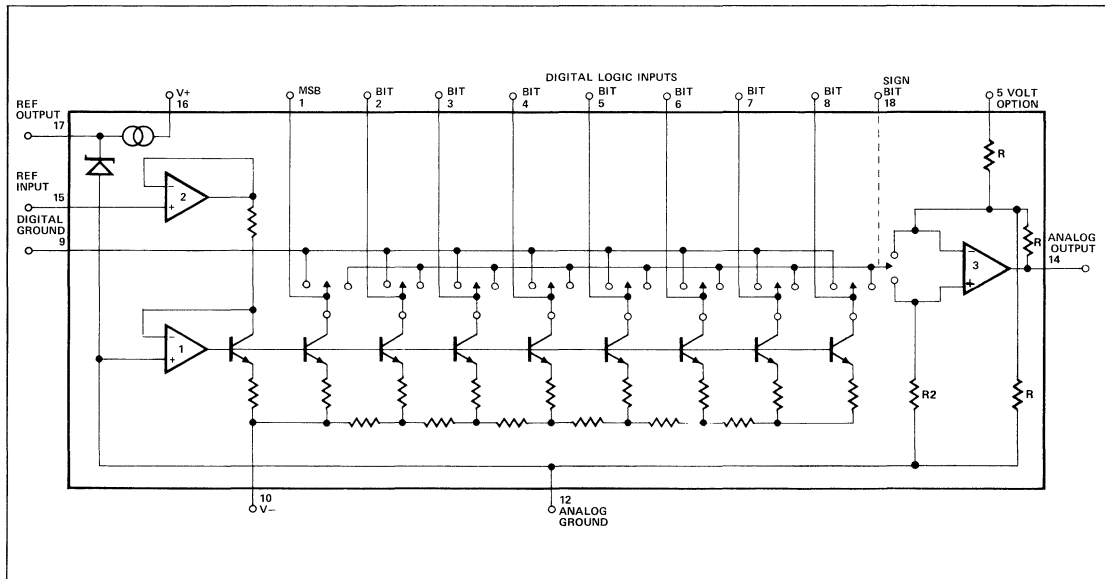 DIGITAL LOGIC INPUTS
V+
16
MSB
1
BIT
2
BIT
3
BIT
4
BIT
5
BIT
6
BIT
7
BIT
8
SIGN
BIT
18
5 VOLT
OPTION
REF
OUTPUT
17
REF
INPUT
15
DIGITAL
GROUND
9
R
R
2
3
1
ANALOG
OUTPUT
14
R2
R
10
V−
12
ANALOG
GROUND